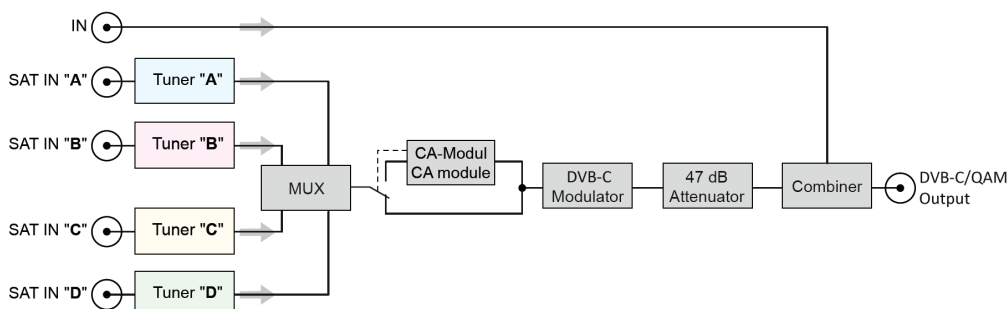 IN
SAT IN "A"
Tuner "A"
SAT IN "B"
Tuner "B"
MUX
CA-Modul
CA module
DVB-C
Modulator
47 dB
Attenuator
Combiner
DVB-C/QAM
Output
SAT IN "C"
Tuner "C"
SAT IN "D"
Tuner "D"